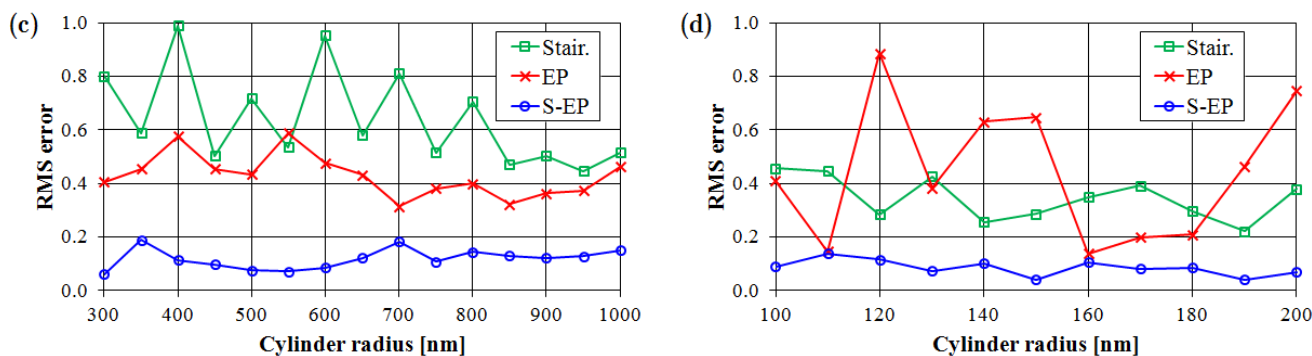 (c)
1.0
0.8
0.6
0.4
0.2
0.0
RMS error
Stair.
EP
S-EP
300 400 500 600 700 800 900 1000
Cylinder radius [nm]
(d)
1.0
0.8
0.6
0.4
0.2
0.0
RMS error
Stair.
EP
S-EP
100 120 140 160 180 200
Cylinder radius [nm]